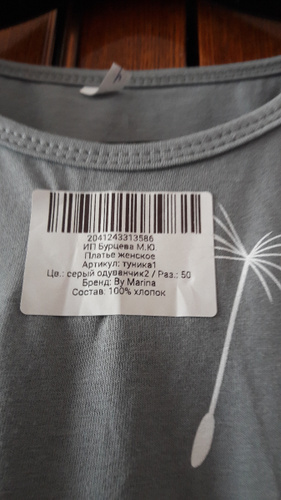 2041243313586
ИП Бурцева М.Ю.
Платье женское
Артикул: туника1
Цв.: серый одуванчик2 / Раз.: 50
Бренд: By Marina
Состав: 100% хлопок